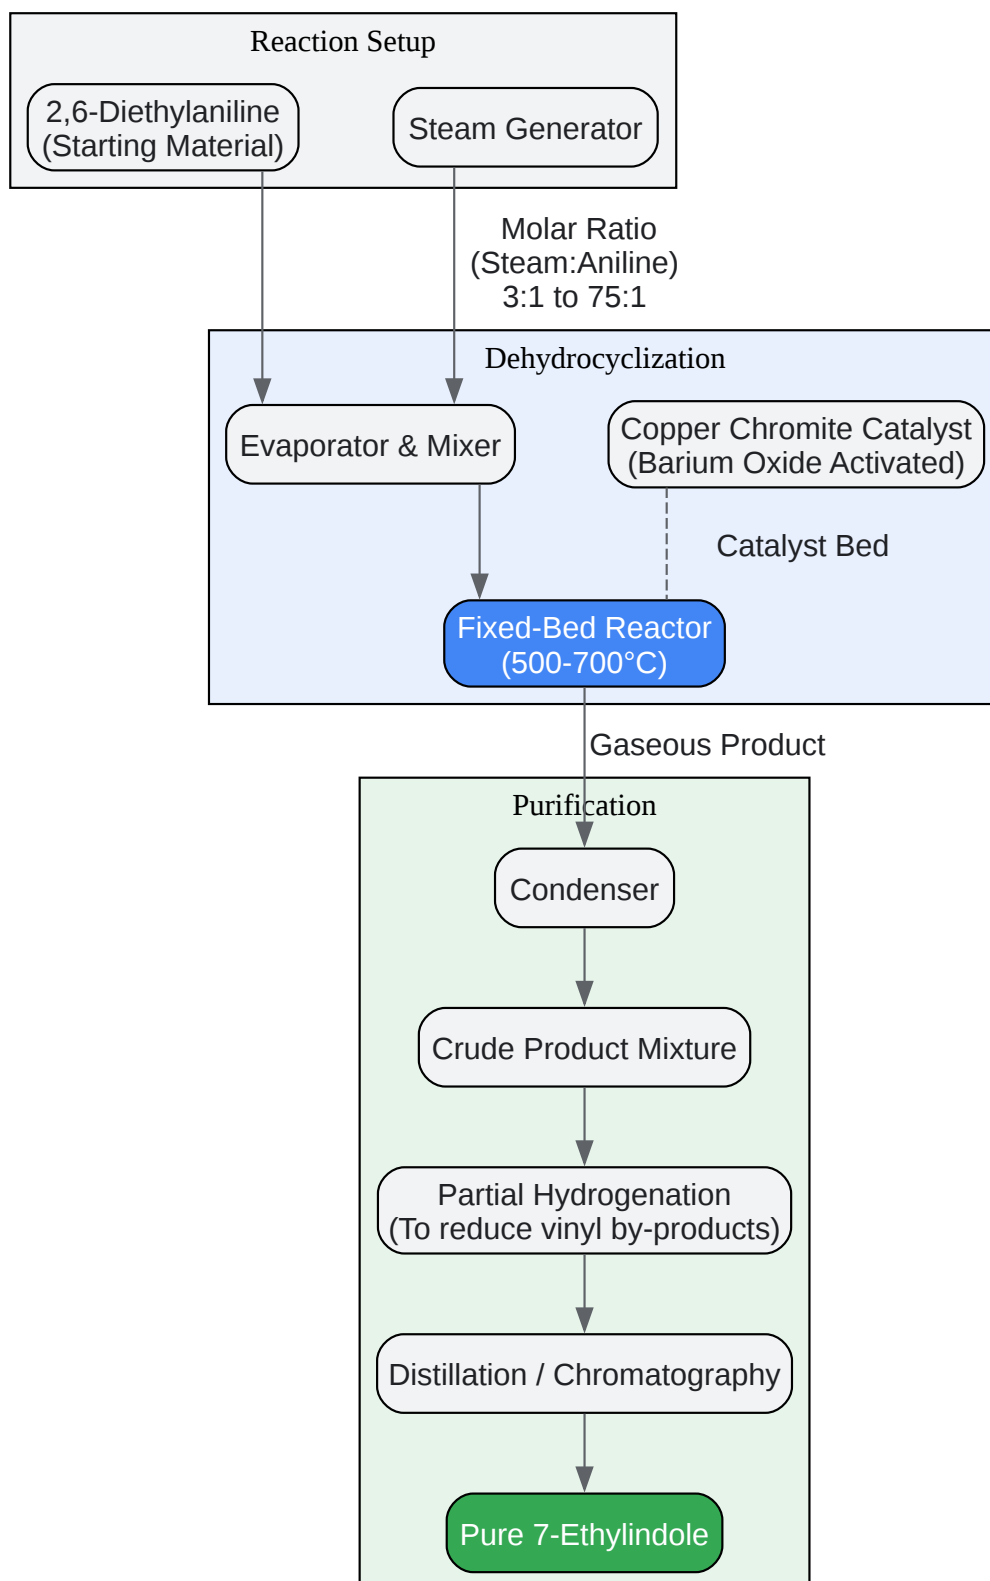 Reaction Setup
2,6-Diethylaniline
(Starting Material)
Steam Generator
Molar Ratio
(Steam:Aniline)
3:1 to 75:1
Dehydrocyclization
Evaporator & Mixer
Copper Chromite Catalyst
(Barium Oxide Activated)
Catalyst Bed
Fixed-Bed Reactor
(500-700°C)
Gaseous Product
Purification
Condenser
Crude Product Mixture
Partial Hydrogenation
(To reduce vinyl by-products)
Distillation / Chromatography
Pure 7-Ethylindole